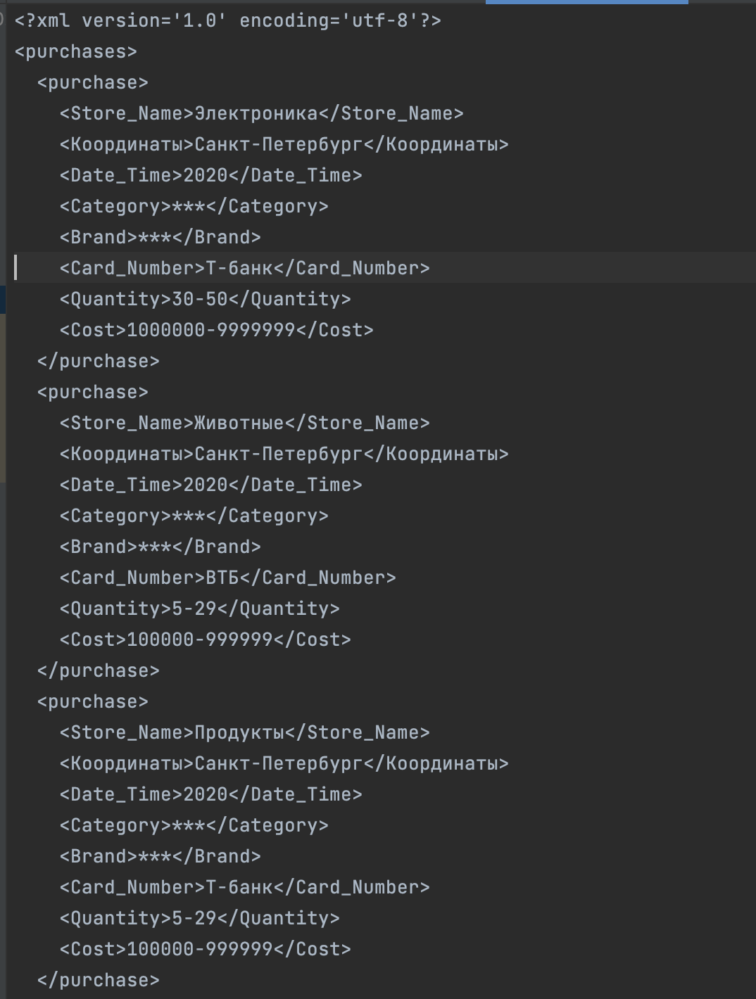 <?xml version='1.0' encoding='utf-8'?>
<purchases>
  <purchase>
    <Store_Name>Электроника</Store_Name>
    <Координаты>Санкт-Петербург</Координаты>
    <Date_Time>2020</Date_Time>
    <Category>***</Category>
    <Brand>***</Brand>
    <Card_Number>Т-банк</Card_Number>
    <Quantity>30-50</Quantity>
    <Cost>1000000-9999999</Cost>
  </purchase>
  <purchase>
    <Store_Name>Животные</Store_Name>
    <Координаты>Санкт-Петербург</Координаты>
    <Date_Time>2020</Date_Time>
    <Category>***</Category>
    <Brand>***</Brand>
    <Card_Number>ВТБ</Card_Number>
    <Quantity>5-29</Quantity>
    <Cost>100000-999999</Cost>
  </purchase>
  <purchase>
    <Store_Name>Продукты</Store_Name>
    <Координаты>Санкт-Петербург</Координаты>
    <Date_Time>2020</Date_Time>
    <Category>***</Category>
    <Brand>***</Brand>
    <Card_Number>Т-банк</Card_Number>
    <Quantity>5-29</Quantity>
    <Cost>100000-999999</Cost>
  </purchase>